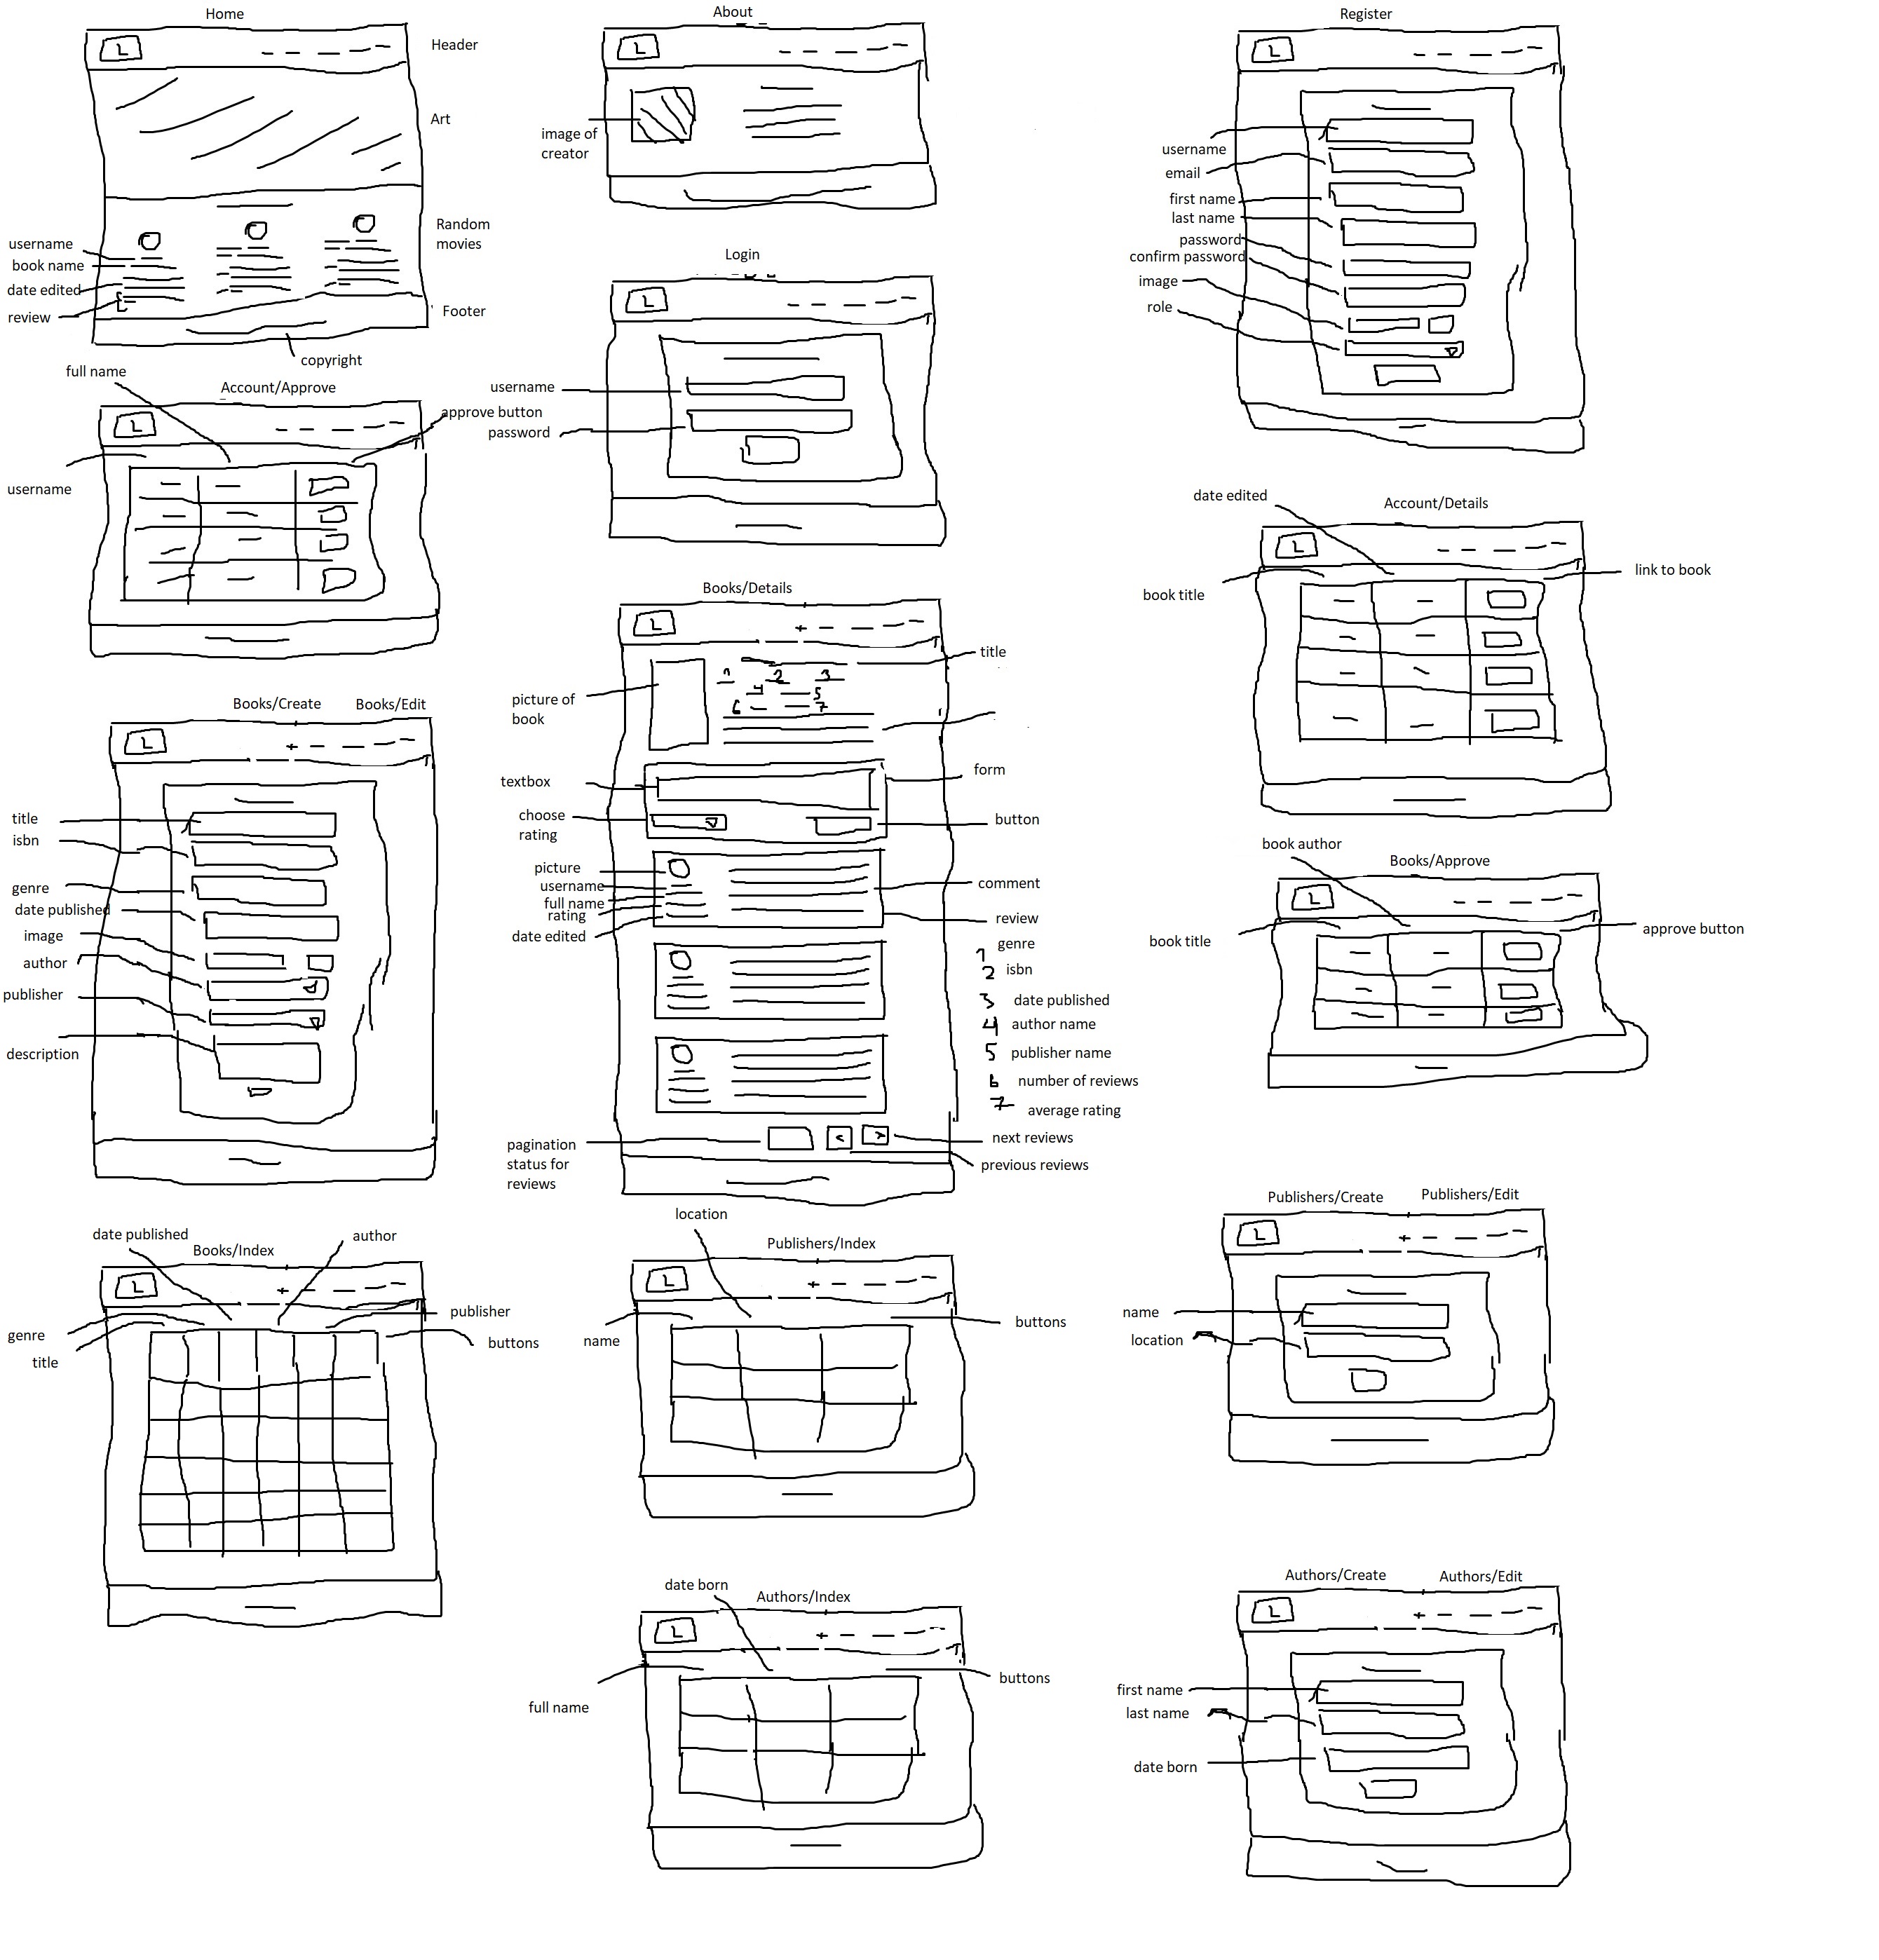 Home
L
Header
Art
Random
movies
username
book name
date edited
review
Footer
copyright
About
L
image of
creator
Register
L
username
email
first name
last name
password
confirm password
image
role
Login
L
username
password
full name
Account/Approve
approve button
L
username
date edited
Account/Details
L
book title
link to book
Books/Details
L
title
1 2 3
4 5
6 7
picture of
book
textbox
form
choose
rating
button
picture
username
full name
rating
date edited
comment
review
1 genre
2 isbn
3 date published
4 author name
5 publisher name
6 number of reviews
7 average rating
pagination
status for
reviews
< >
next reviews
previous reviews
Books/Create Books/Edit
L
title
isbn
genre
date published
image
author
publisher
description
book author
Books/Approve
L
book title
approve button
date published
Books/Index
author
L
publisher
genre
title
buttons
location
Publishers/Index
L
name
buttons
Publishers/Create Publishers/Edit
L
name
location
date born
Authors/Index
L
full name
buttons
Authors/Create Authors/Edit
L
first name
last name
date born